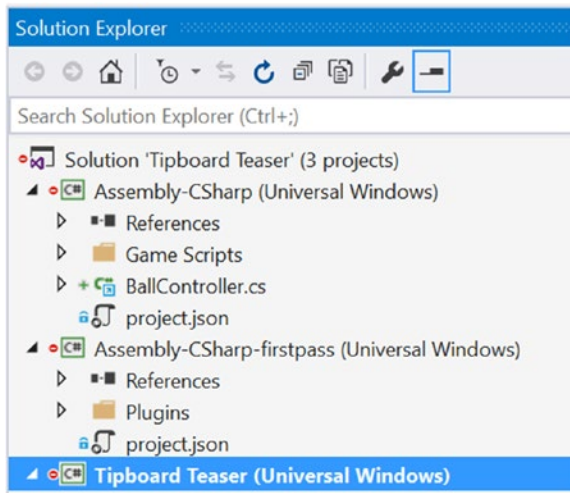 Solution Explorer
Search Solution Explorer (Ctrl+;)
Solution 'Tipboard Teaser' (3 projects)
C# Assembly-CSharp (Universal Windows)
References
Game Scripts
C# BallController.cs
project.json
C# Assembly-CSharp-firstpass (Universal Windows)
References
Plugins
project.json
C# Tipboard Teaser (Universal Windows)